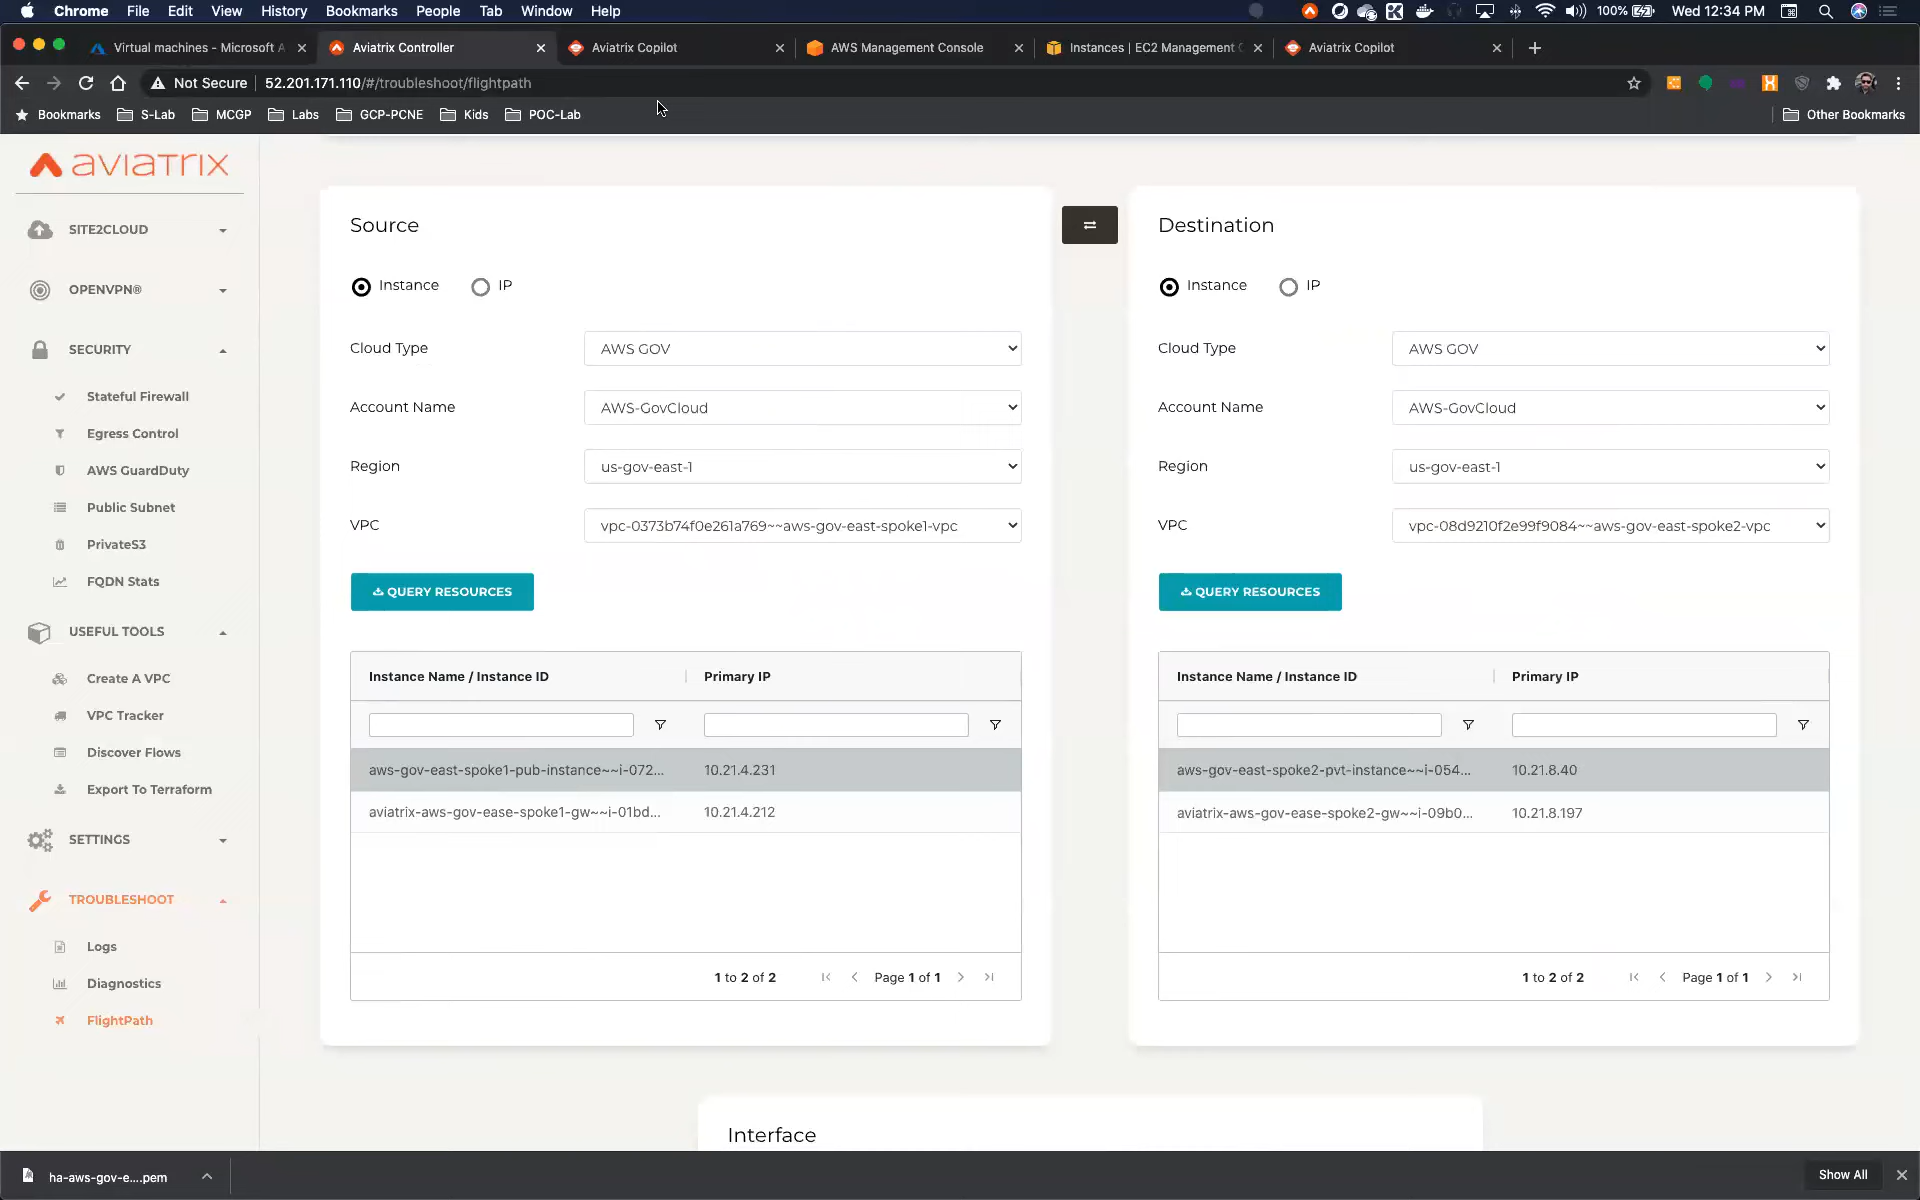 Chrome File Edit View History Bookmarks People Tab Window Help 100% Wed 12:34 PM
Virtual machines - Microsoft A Aviatrix Controller Aviatrix Copilot AWS Management Console Instances | EC2 Management C Aviatrix Copilot
Not Secure 52.201.171.110/#/troubleshoot/flightpath
Bookmarks S-Lab MCGP Labs GCP-PCNE Kids POC-Lab Other Bookmarks
aviatrix
SITE2CLOUD
OPENVPN®
SECURITY
Stateful Firewall
Egress Control
AWS GuardDuty
Public Subnet
PrivateS3
FQDN Stats
USEFUL TOOLS
Create A VPC
VPC Tracker
Discover Flows
Export To Terraform
SETTINGS
TROUBLESHOOT
Logs
Diagnostics
FlightPath
Source
Instance IP
Cloud Type AWS GOV
Account Name AWS-GovCloud
Region us-gov-east-1
VPC vpc-0373b74f0e261a769~~aws-gov-east-spoke1-vpc
QUERY RESOURCES
Instance Name / Instance ID Primary IP
aws-gov-east-spoke1-pub-instance~~i-072... 10.21.4.231
aviatrix-aws-gov-ease-spoke1-gw~~i-01bd... 10.21.4.212
1 to 2 of 2 Page 1 of 1
Destination
Instance IP
Cloud Type AWS GOV
Account Name AWS-GovCloud
Region us-gov-east-1
VPC vpc-08d9210f2e99f9084~~aws-gov-east-spoke2-vpc
QUERY RESOURCES
Instance Name / Instance ID Primary IP
aws-gov-east-spoke2-pvt-instance~~i-054... 10.21.8.40
aviatrix-aws-gov-ease-spoke2-gw~~i-09b0... 10.21.8.197
1 to 2 of 2 Page 1 of 1
Interface
ha-aws-gov-e....pem Show All